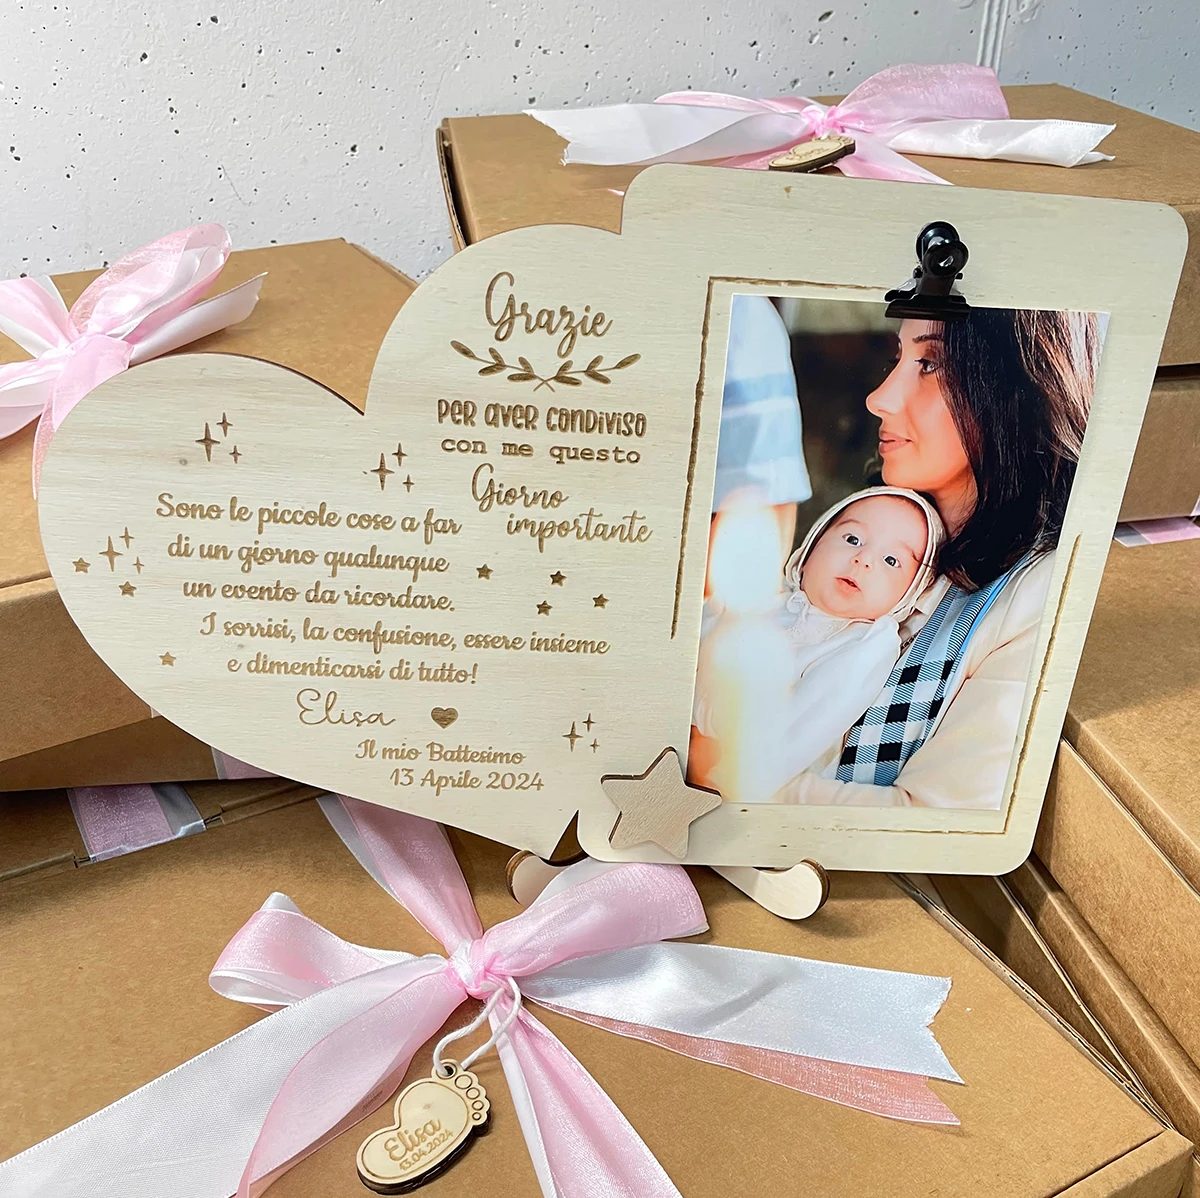 Grazie
PER AVER CONDIVISO
con me questo
Giorno
importante
Sono le piccole cose a far
di un giorno qualunque
un evento da ricordare.
I sorrisi, la confusione, essere insieme
e dimenticarsi di tutto!
Elisa
Il mio Battesimo
13 Aprile 2024
Elisa
13.04.2024